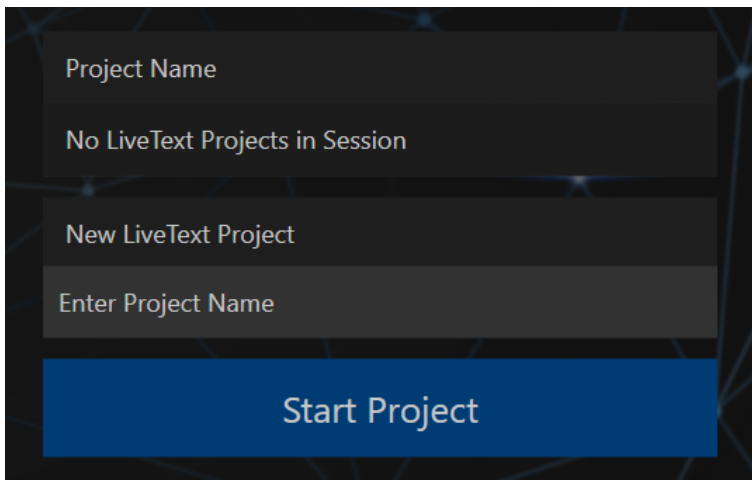 Project Name
No LiveText Projects in Session
New LiveText Project
Enter Project Name
Start Project